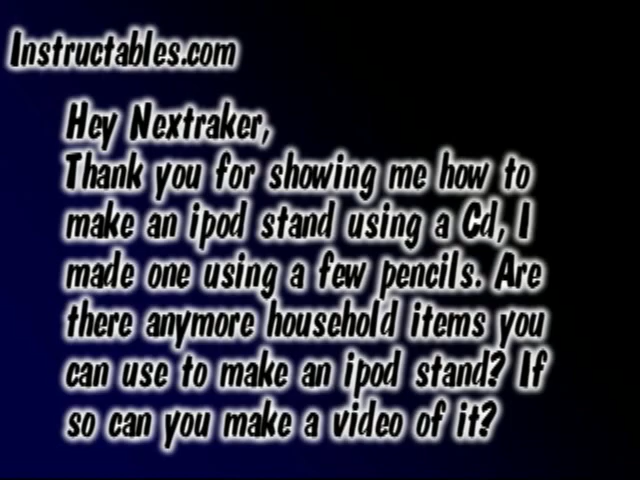 Instructables.com
Hey Nextraker,
Thank you for showing me how to
make an ipod stand using a Cd, I
made one using a few pencils. Are
there anymore household items you
can use to make an ipod stand? If
so can you make a video of it?